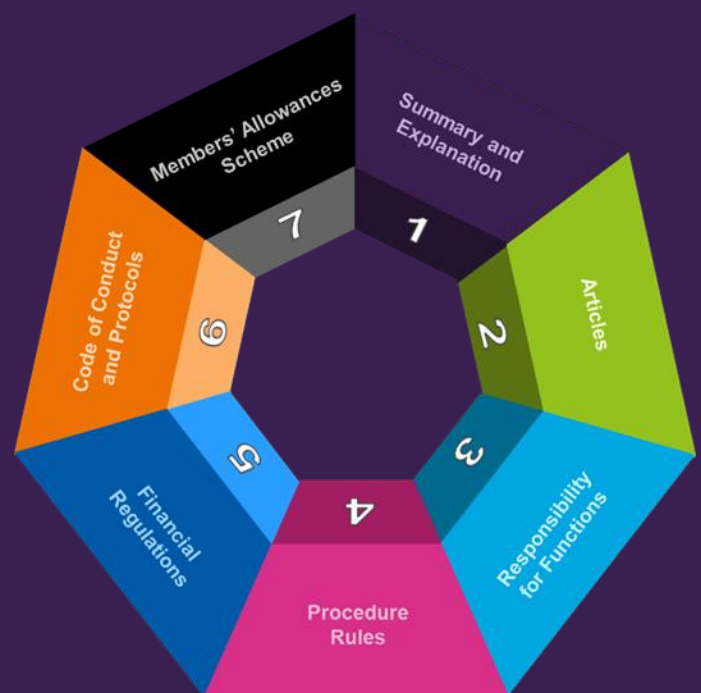 Summary and
Explanation
1
Articles
2
Responsibility
for Functions
3
Procedure
Rules
4
Financial
Regulations
5
Code of Conduct
and Protocols
6
Members' Allowances
Scheme
7